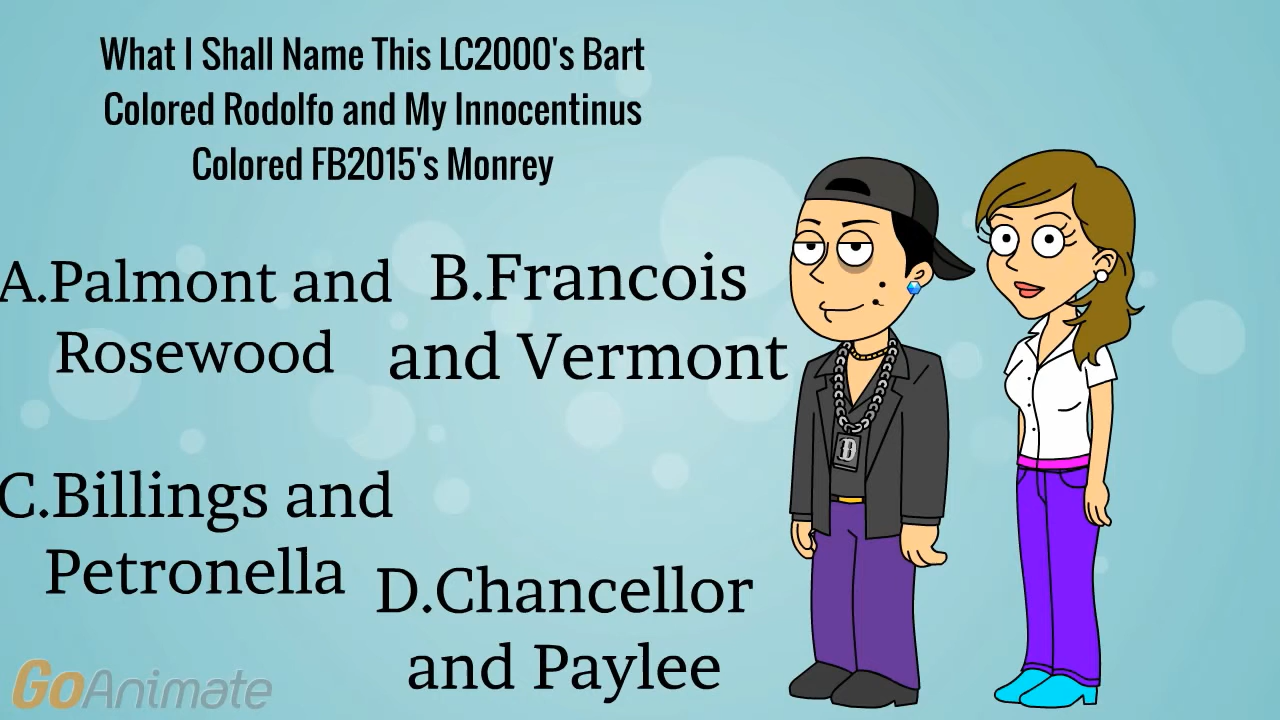 What I Shall Name This LC2000's Bart
Colored Rodolfo and My Innocentinus
Colored FB2015's Monrey
A.Palmont and
Rosewood
B.Francois
and Vermont
C.Billings and
Petronella
D.Chancellor
and Paylee
D
GoAnimate